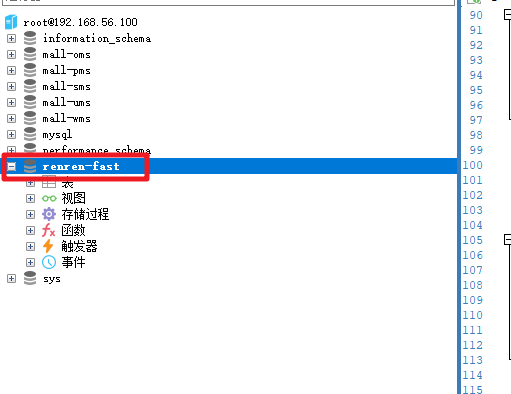 root@192.168.56.100
information_schema
mall-oms
mall-pms
mall-sms
mall-ums
mall-wms
mysql
performance_schema
renren-fast
表
视图
存储过程
函数
触发器
事件
sys
90
91
92
93
94
95
96
97
98
99
100
101
102
103
104
105
106
107
108
109
110
111
112
113
114
115